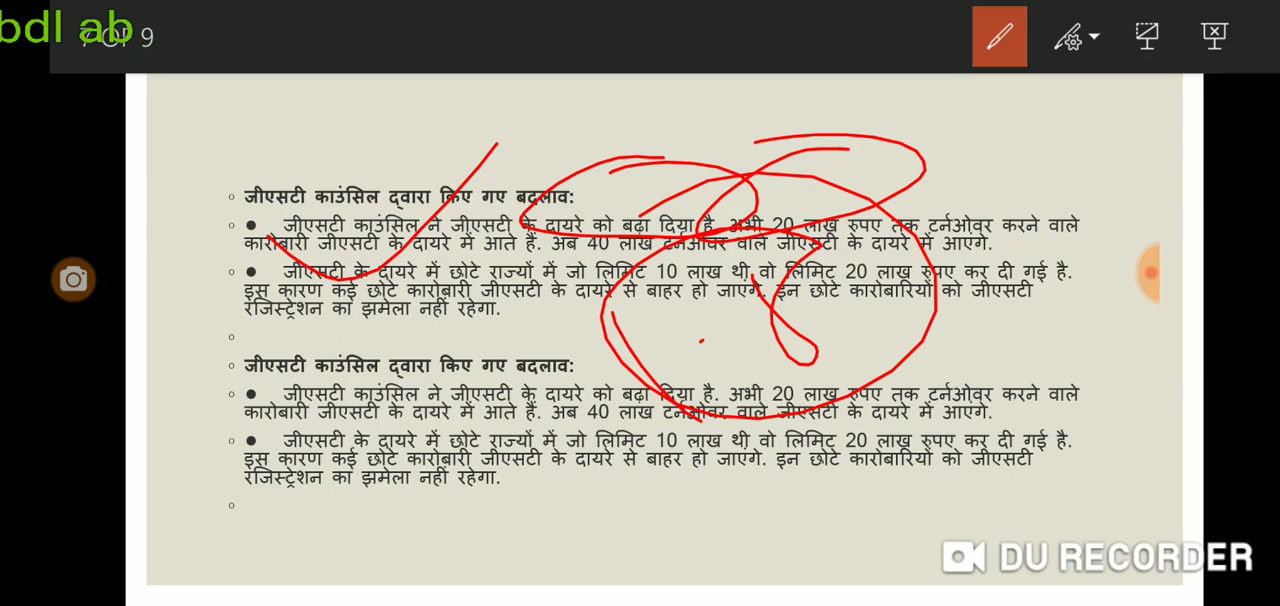 bdl ab
7 OF 9
जीएसटी काउंसिल द्वारा किए गए बदलाव:
● जीएसटी काउंसिल ने जीएसटी के दायरे को बढ़ा दिया है. अभी 20 लाख रुपए तक टर्नओवर करने वाले
कारोबारी जीएसटी के दायरे में आते हैं. अब 40 लाख टर्नओवर वाले जीएसटी के दायरे में आएंगे.
● जीएसटी के दायरे में छोटे राज्यों में जो लिमिट 10 लाख थी वो लिमिट 20 लाख रुपए कर दी गई है.
इस कारण कई छोटे कारोबारी जीएसटी के दायरे से बाहर हो जाएंगे. इन छोटे कारोबारियों को जीएसटी
रजिस्ट्रेशन का झमेला नहीं रहेगा.
जीएसटी काउंसिल द्वारा किए गए बदलाव:
● जीएसटी काउंसिल ने जीएसटी के दायरे को बढ़ा दिया है. अभी 20 लाख रुपए तक टर्नओवर करने वाले
कारोबारी जीएसटी के दायरे में आते हैं. अब 40 लाख टर्नओवर वाले जीएसटी के दायरे में आएंगे.
● जीएसटी के दायरे में छोटे राज्यों में जो लिमिट 10 लाख थी वो लिमिट 20 लाख रुपए कर दी गई है.
इस कारण कई छोटे कारोबारी जीएसटी के दायरे से बाहर हो जाएंगे. इन छोटे कारोबारियों को जीएसटी
रजिस्ट्रेशन का झमेला नहीं रहेगा.
DU RECORDER